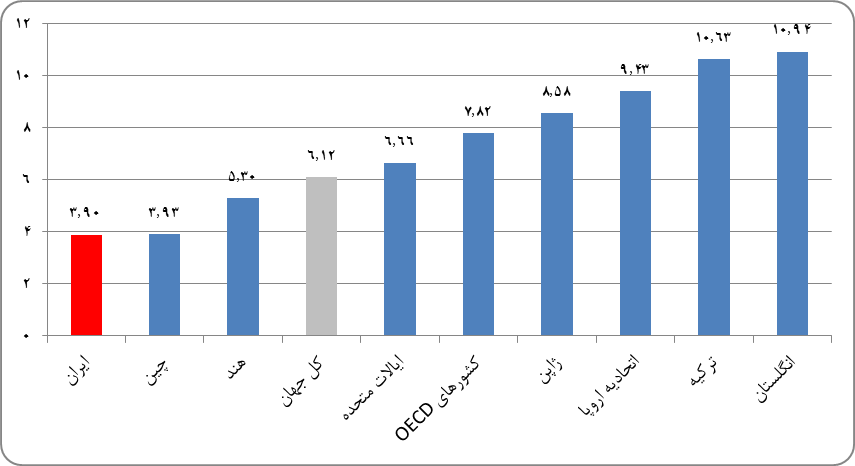 ۱۲
۱۰
۸
۶
۴
۲
۰
۳,۹۰
۳,۹۳
۵,۳۰
۶,۱۲
۶,۶۶
۷,۸۲
۸,۵۸
۹,۴۳
۱۰,۶۳
۱۰,۹۴
ایران
چین
هند
کل جهان
ایالات متحده
کشورهای OECD
ژاپن
اتحادیه اروپا
ترکیه
انگلستان